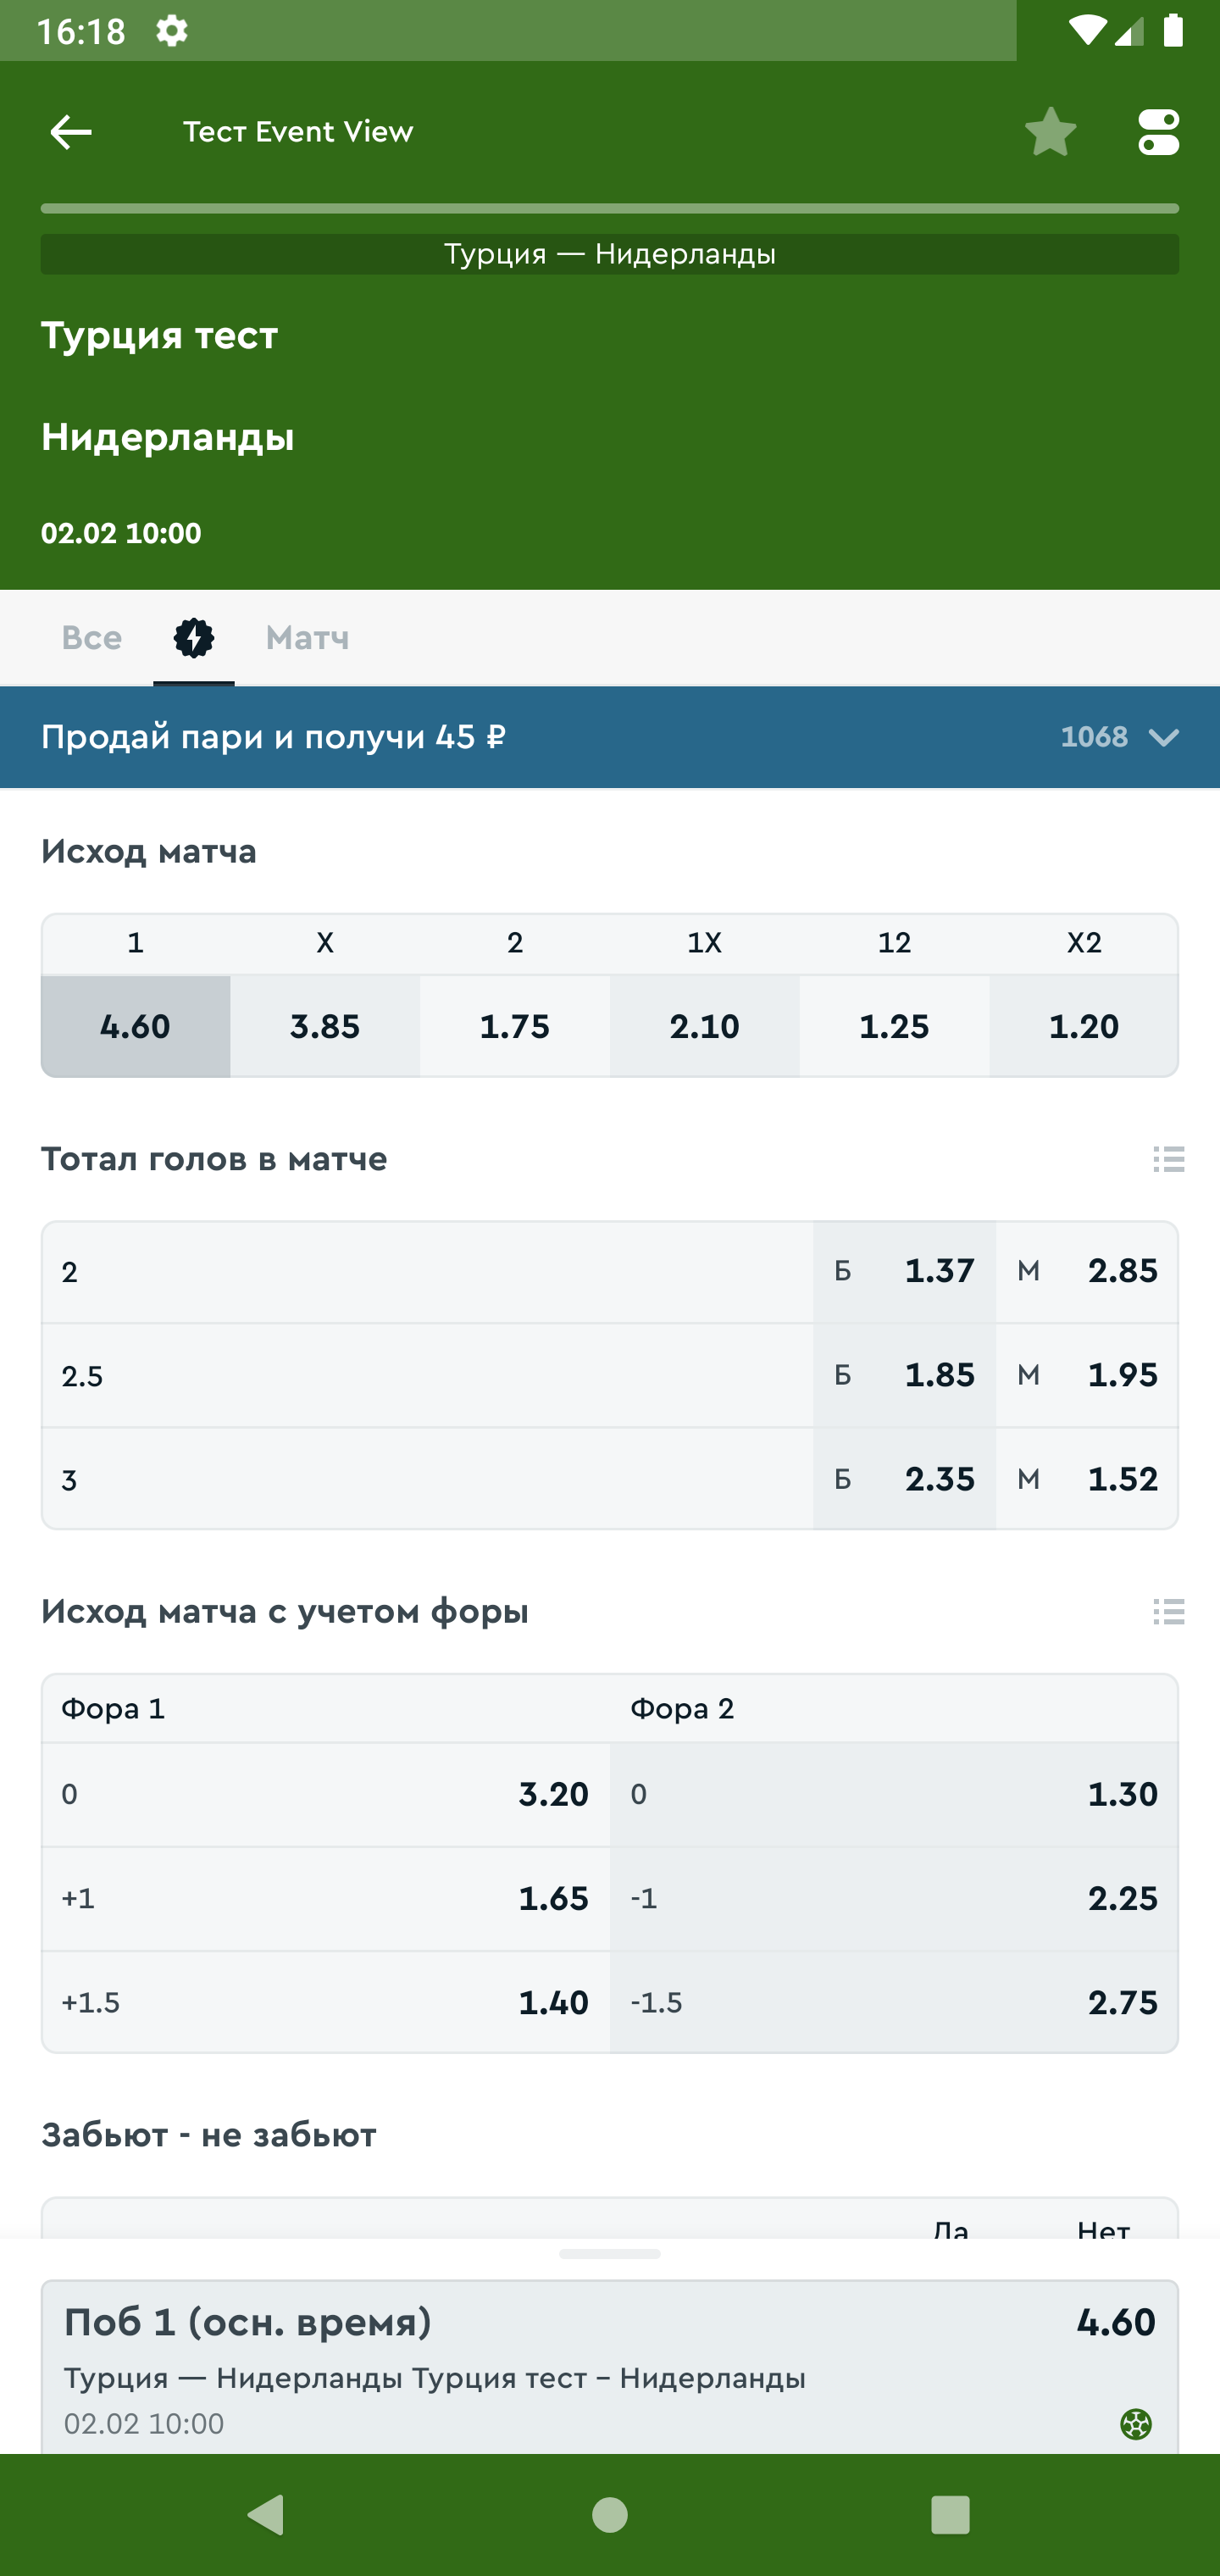 16:18
Тест Event View
Турция — Нидерланды
Турция тест
Нидерланды
02.02 10:00
Все Матч
Продай пари и получи 45 ₽ 1068
Исход матча
1 X 2 1X 12 X2
4.60 3.85 1.75 2.10 1.25 1.20
Тотал голов в матче
2 Б 1.37 М 2.85
2.5 Б 1.85 М 1.95
3 Б 2.35 М 1.52
Исход матча с учетом форы
Фора 1 Фора 2
0 3.20 0 1.30
+1 1.65 -1 2.25
+1.5 1.40 -1.5 2.75
Забьют - не забьют
Да Нет
Поб 1 (осн. время) 4.60
Турция — Нидерланды Турция тест – Нидерланды
02.02 10:00